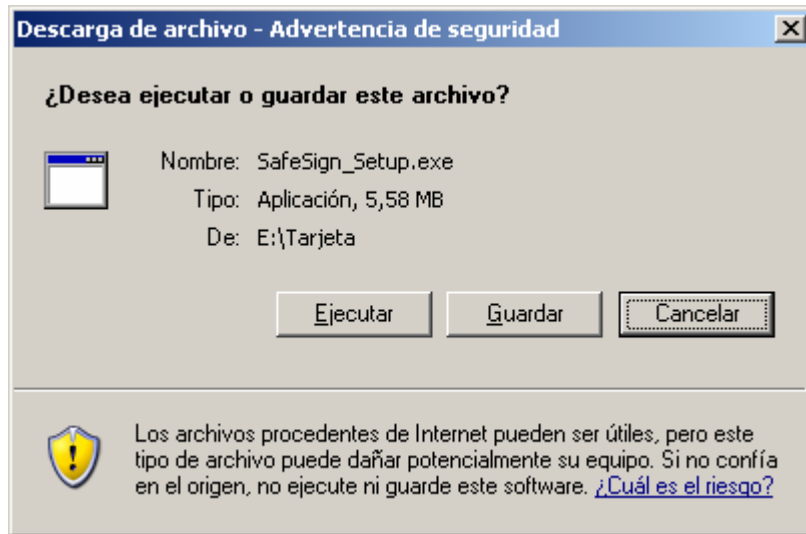 Descarga de archivo - Advertencia de seguridad
¿Desea ejecutar o guardar este archivo?
Nombre: SafeSign_Setup.exe
Tipo: Aplicación, 5,58 MB
De: E:\Tarjeta
Ejecutar Guardar Cancelar
Los archivos procedentes de Internet pueden ser útiles, pero este
tipo de archivo puede dañar potencialmente su equipo. Si no confía
en el origen, no ejecute ni guarde este software. ¿Cuál es el riesgo?